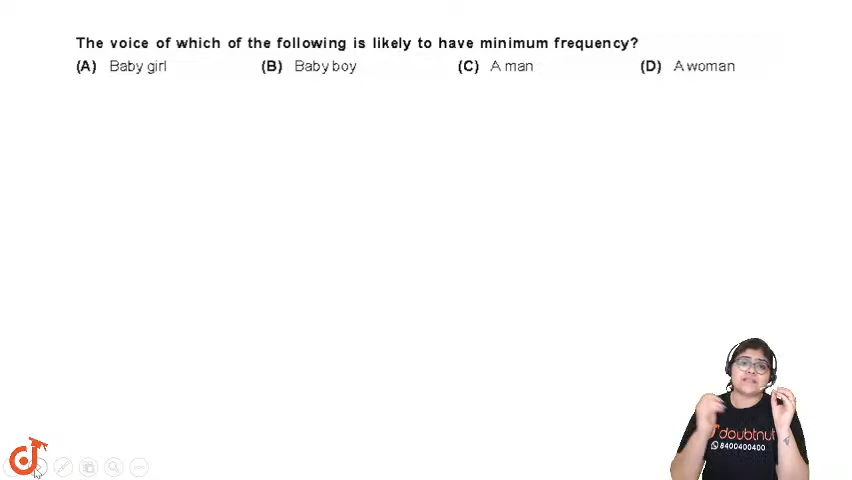 The voice of which of the following is likely to have minimum frequency?
(A) Baby girl (B) Baby boy (C) A man (D) A woman
doubtnut
8400400400